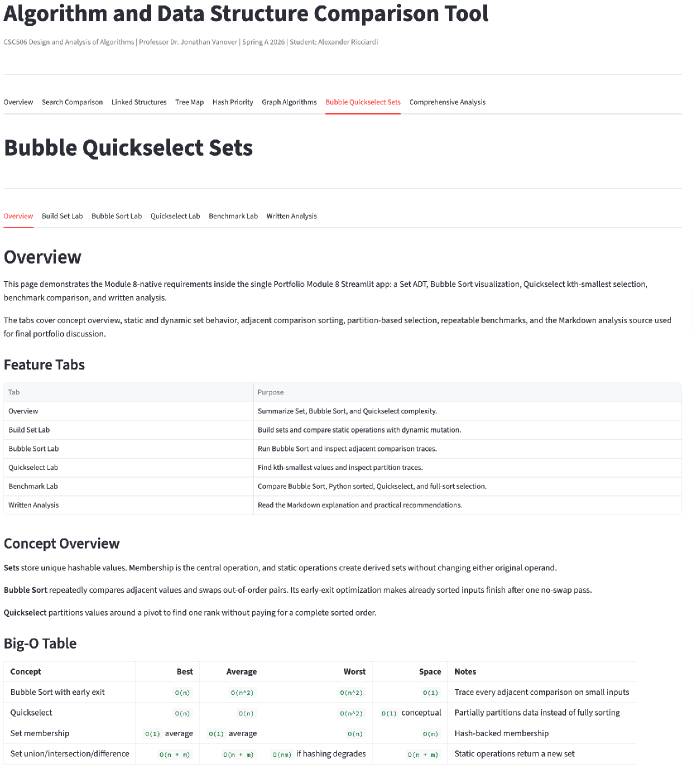 Algorithm and Data Structure Comparison Tool
CSC506 Design and Analysis of Algorithms | Professor Dr. Jonathan Vanover | Spring A 2026 | Student: Alexander Ricciardi
Overview Search Comparison Linked Structures Tree Map Hash Priority Graph Algorithms Bubble Quickselect Sets Comprehensive Analysis
Bubble Quickselect Sets
Overview Build Set Lab Bubble Sort Lab Quickselect Lab Benchmark Lab Written Analysis
Overview
This page demonstrates the Module 8-native requirements inside the single Portfolio Module 8 Streamlit app: a Set ADT, Bubble Sort visualization, Quickselect kth-smallest selection,
benchmark comparison, and written analysis.
The tabs cover concept overview, static and dynamic set behavior, adjacent comparison sorting, partition-based selection, repeatable benchmarks, and the Markdown analysis source used
for final portfolio discussion.
Feature Tabs
Tab Purpose
Overview Summarize Set, Bubble Sort, and Quickselect complexity.
Build Set Lab Build sets and compare static operations with dynamic mutation.
Bubble Sort Lab Run Bubble Sort and inspect adjacent comparison traces.
Quickselect Lab Find kth-smallest values and inspect partition traces.
Benchmark Lab Compare Bubble Sort, Python sorted, Quickselect, and full-sort selection.
Written Analysis Read the Markdown explanation and practical recommendations.
Concept Overview
Sets store unique hashable values. Membership is the central operation, and static operations create derived sets without changing either original operand.
Bubble Sort repeatedly compares adjacent values and swaps out-of-order pairs. Its early-exit optimization makes already sorted inputs finish after one no-swap pass.
Quickselect partitions values around a pivot to find one rank without paying for a complete sorted order.
Big-O Table
Concept Best Average Worst Space Notes
Bubble Sort with early exit O(n) O(n^2) O(n^2) O(1) Trace every adjacent comparison on small inputs
Quickselect O(n) O(n) O(n^2) O(1) conceptual Partially partitions data instead of fully sorting
Set membership O(1) average O(1) average O(n) O(n) Hash-backed membership
Set union/intersection/difference O(n + m) O(n + m) O(nm) if hashing degrades O(n + m) Static operations return a new set